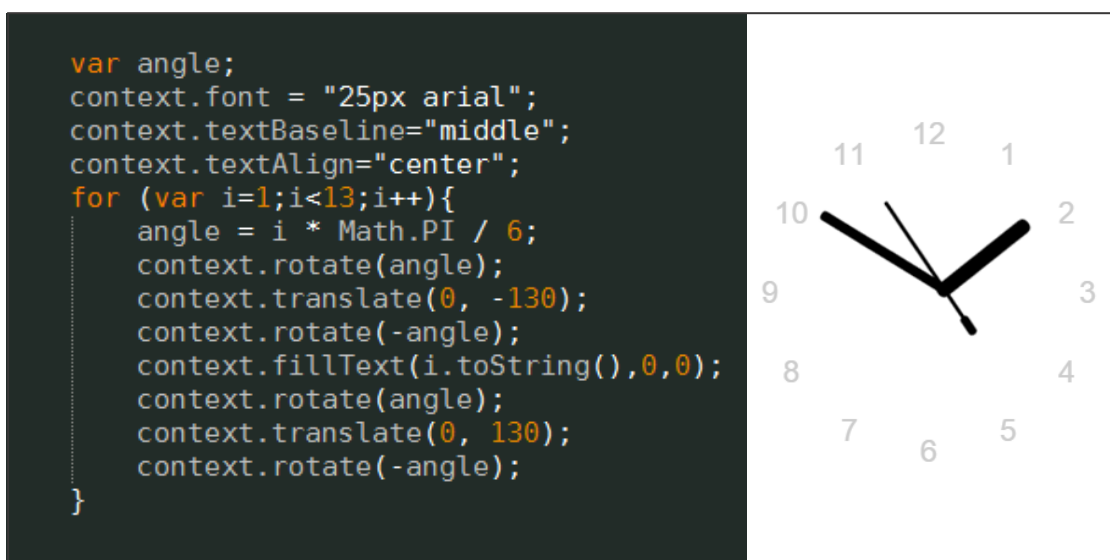 var angle;
context.font = "25px arial";
context.textBaseline="middle";
context.textAlign="center";
for (var i=1;i<13;i++){
    angle = i * Math.PI / 6;
    context.rotate(angle);
    context.translate(0, -130);
    context.rotate(-angle);
    context.fillText(i.toString(),0,0);
    context.rotate(angle);
    context.translate(0, 130);
    context.rotate(-angle);
}
12
11 1
10 2
9 3
8 4
7 5
6